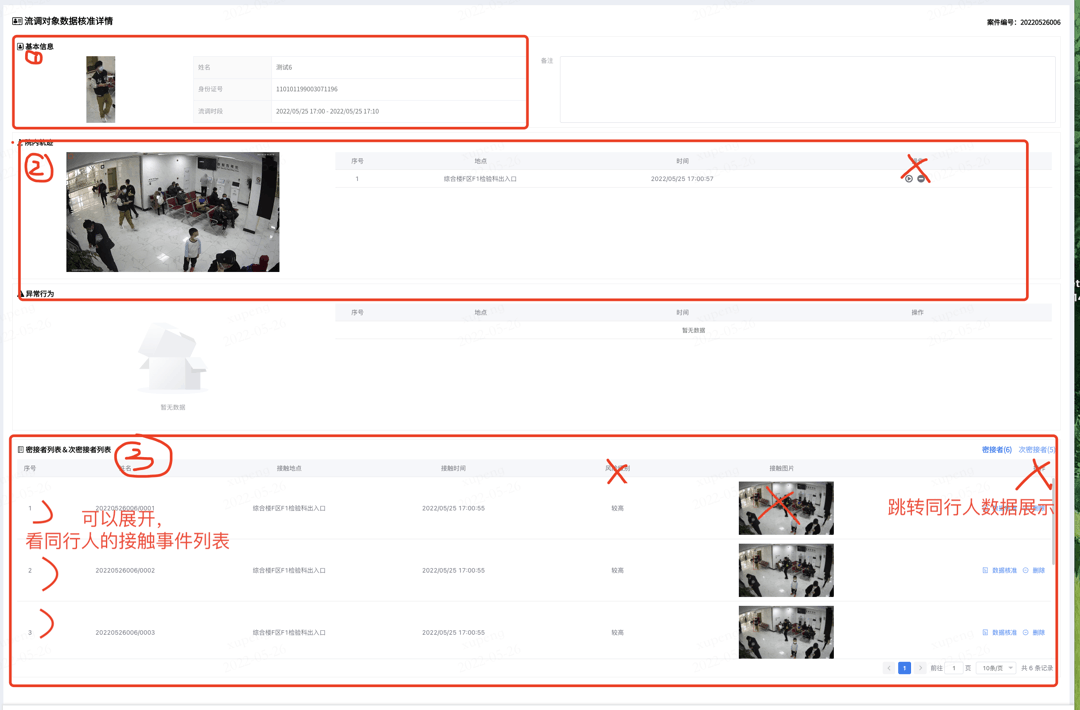 流调对象数据核准详情
案件编号：20220526006
基本信息
1
姓名 测试6
身份证号 110101199003071196
流调时段 2022/05/25 17:00 - 2022/05/25 17:10
备注
院内轨迹
2
序号 地点 时间
1 综合楼F区F1检验科出入口 2022/05/25 17:00:57
异常行为
序号 地点 时间 操作
暂无数据
暂无数据
密接者列表&次密接者列表
3
密接者(6) 次密接者(5)
序号 姓名 接触地点 接触时间 接触图片
1 20220526006/0001 综合楼F区F1检验科出入口 2022/05/25 17:00:55 较高
可以展开，
看同行人的接触事件列表
跳转同行人数据展示
2 20220526006/0002 综合楼F区F1检验科出入口 2022/05/25 17:00:55 较高 数据核准 删除
3 20220526006/0003 综合楼F区F1检验科出入口 2022/05/25 17:00:55 较高 数据核准 删除
1 前往 1 页 10条/页 共 6 条记录